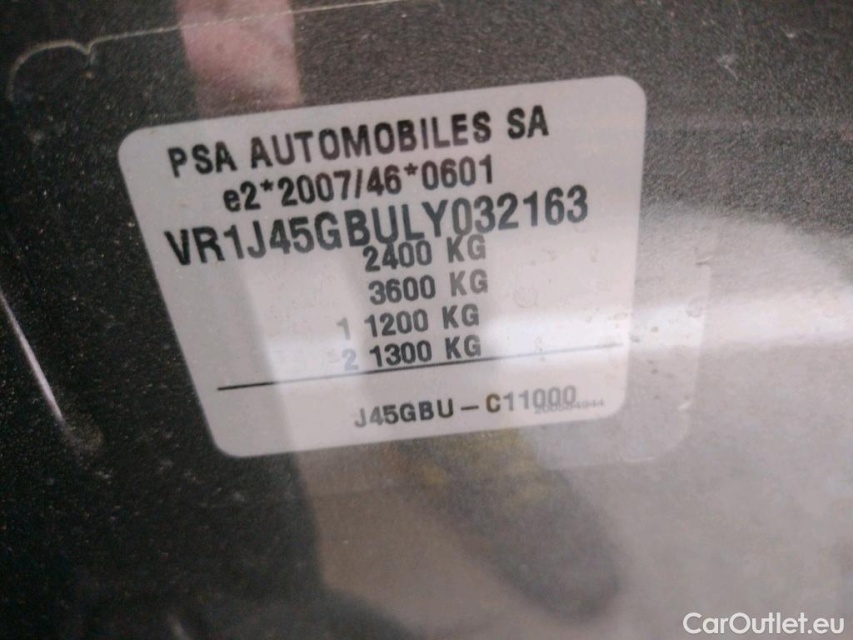 PSA AUTOMOBILES SA
e2*2007/46*0601
VR1J45GBULY032163
2400 KG
3600 KG
1 1200 KG
2 1300 KG
J45GBU – C11000
CarOutlet.eu